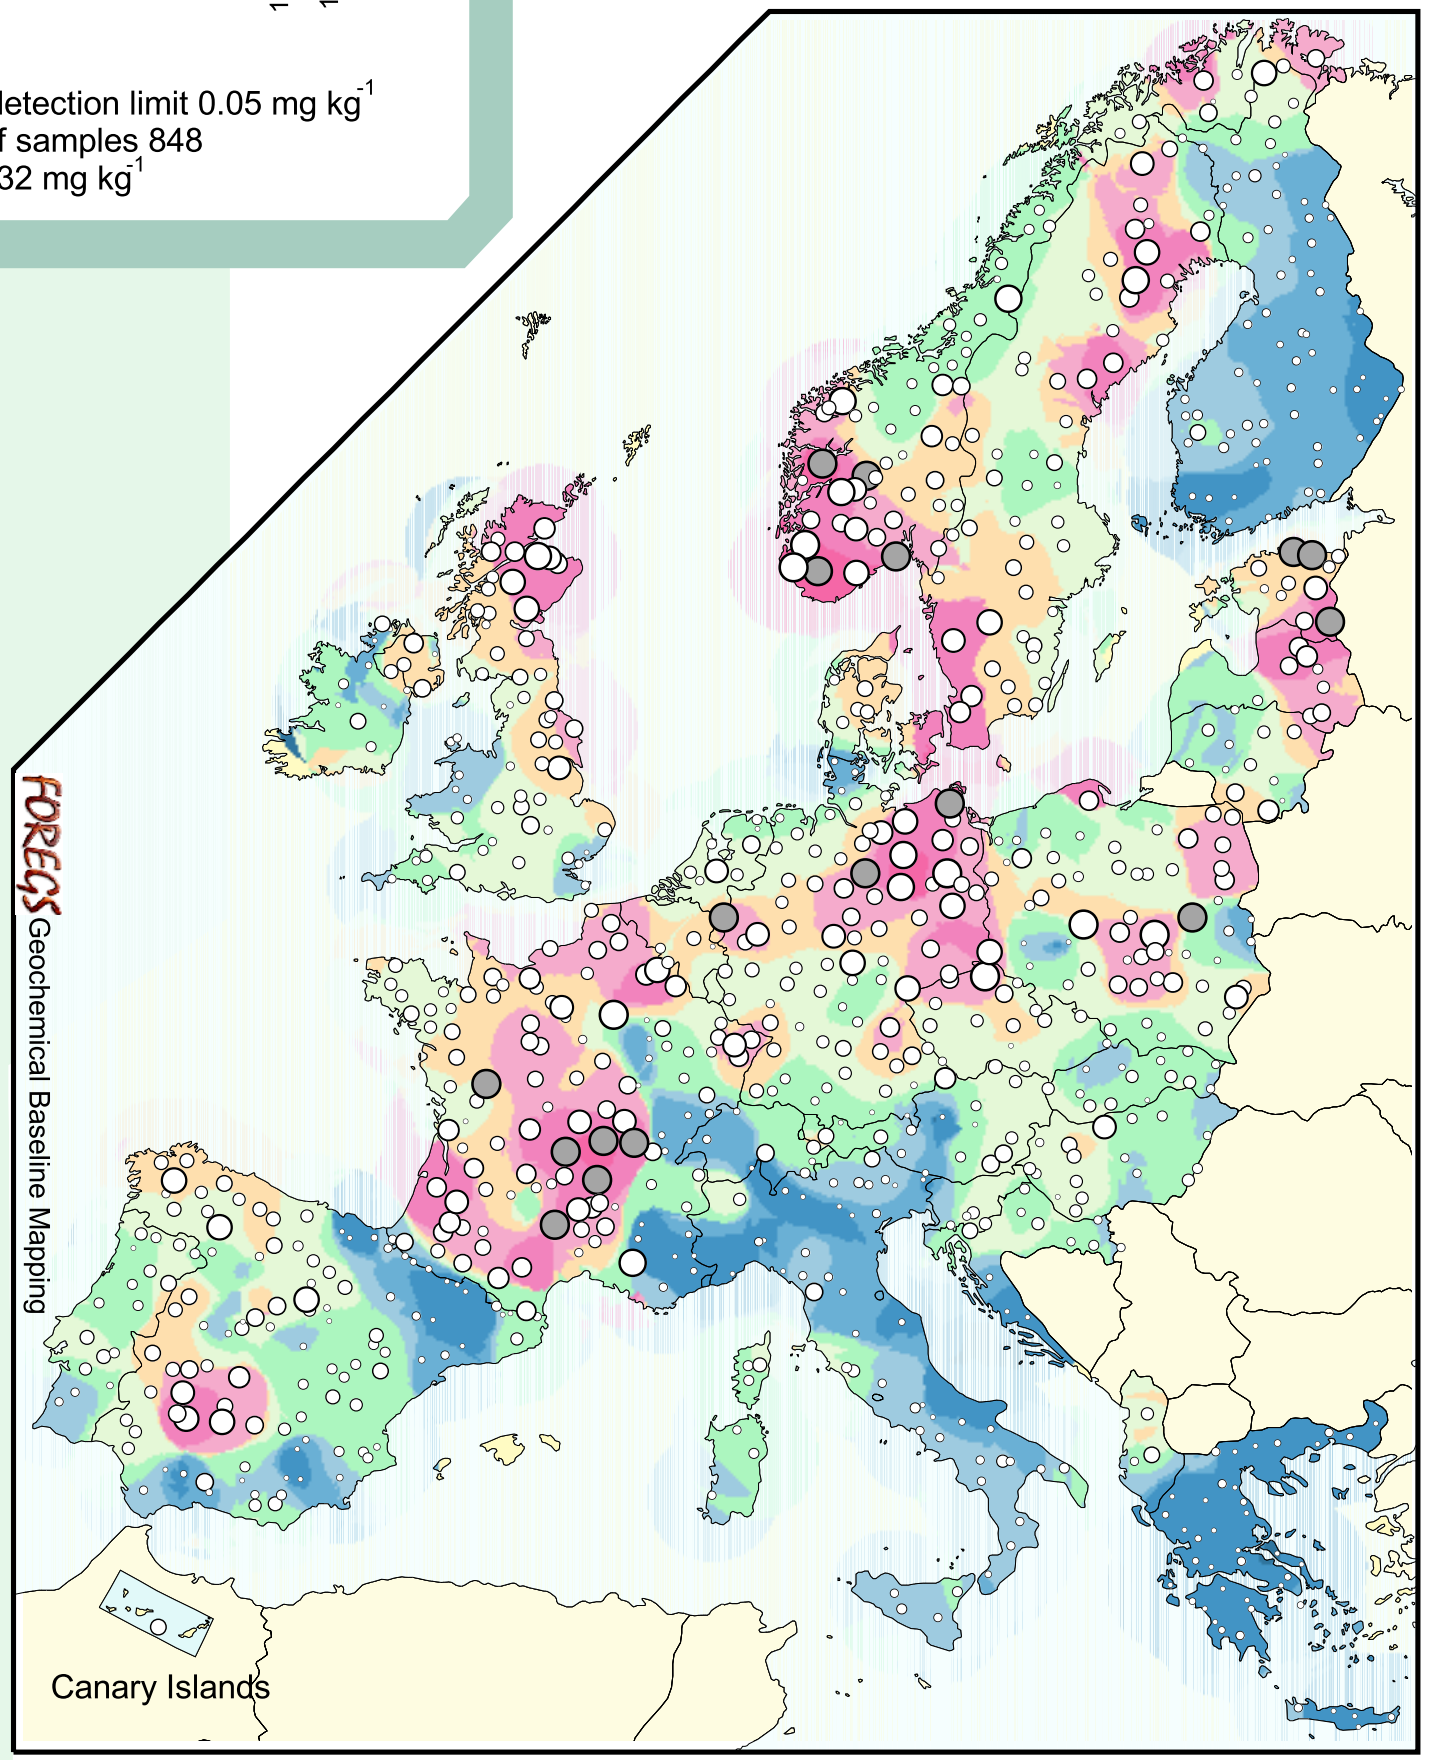 detection limit 0.05 mg kg-1
f samples 848
32 mg kg-1
FOREGS Geochemical Baseline Mapping
Canary Islands